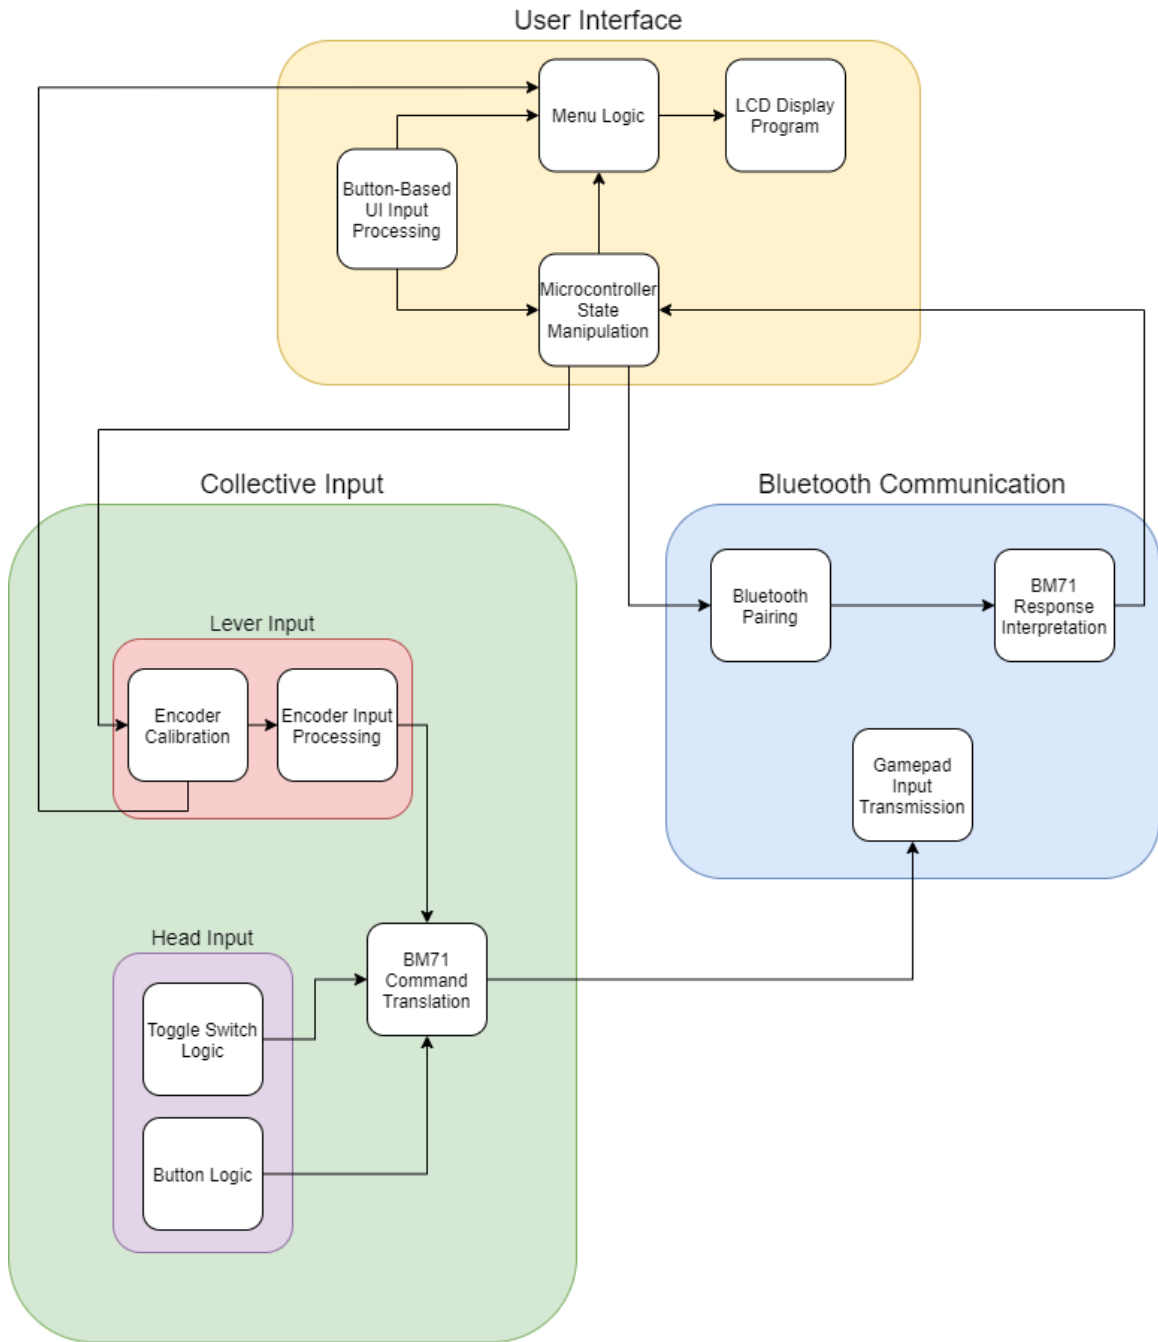 User Interface
Menu Logic
LCD Display
Program
Button-Based
UI Input
Processing
Microcontroller
State
Manipulation
Collective Input
Bluetooth Communication
Bluetooth
Pairing
BM71
Response
Interpretation
Lever Input
Encoder
Calibration
Encoder Input
Processing
Gamepad
Input
Transmission
Head Input
BM71
Command
Translation
Toggle Switch
Logic
Button Logic